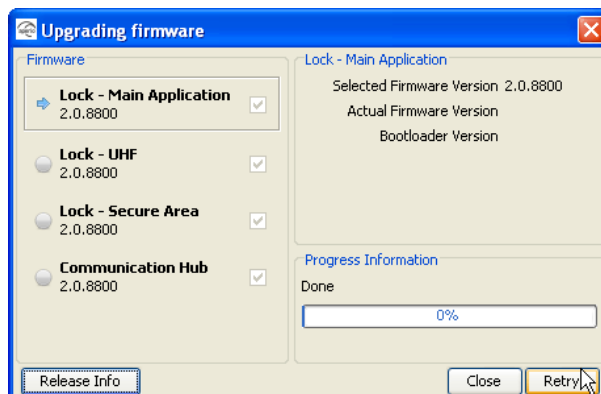 Upgrading firmware
Firmware
Lock - Main Application
2.0.8800
Lock - UHF
2.0.8800
Lock - Secure Area
2.0.8800
Communication Hub
2.0.8800
Release Info
Lock - Main Application
Selected Firmware Version 2.0.8800
Actual Firmware Version
Bootloader Version
Progress Information
Done
0%
Close
Retry